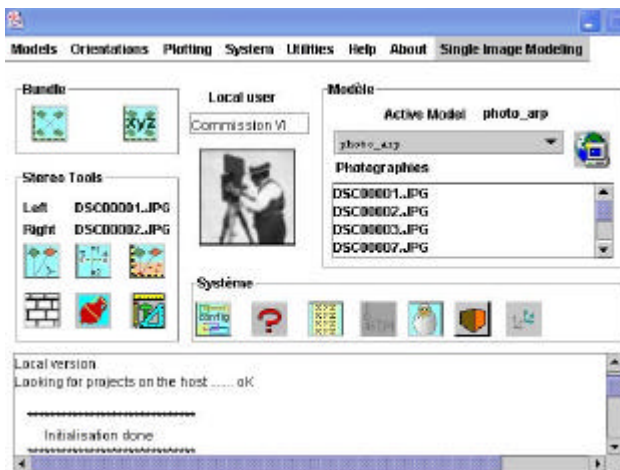 Models Orientations Plotting System Utilities Help About Single Image Modeling
Bundle
xyz
Local user
Commission VI
Modèle
Active Model photo_arp
photo_arp
Photographies
DSC00001..JPG
DSC00002..JPG
DSC00003..JPG
DSC00007..JPG
Stereo Tools
Left DSC00001..JPG
Right DSC00002..JPG
Système
config
?
Local version
Looking for projects on the host ...... oK
Initialisation done